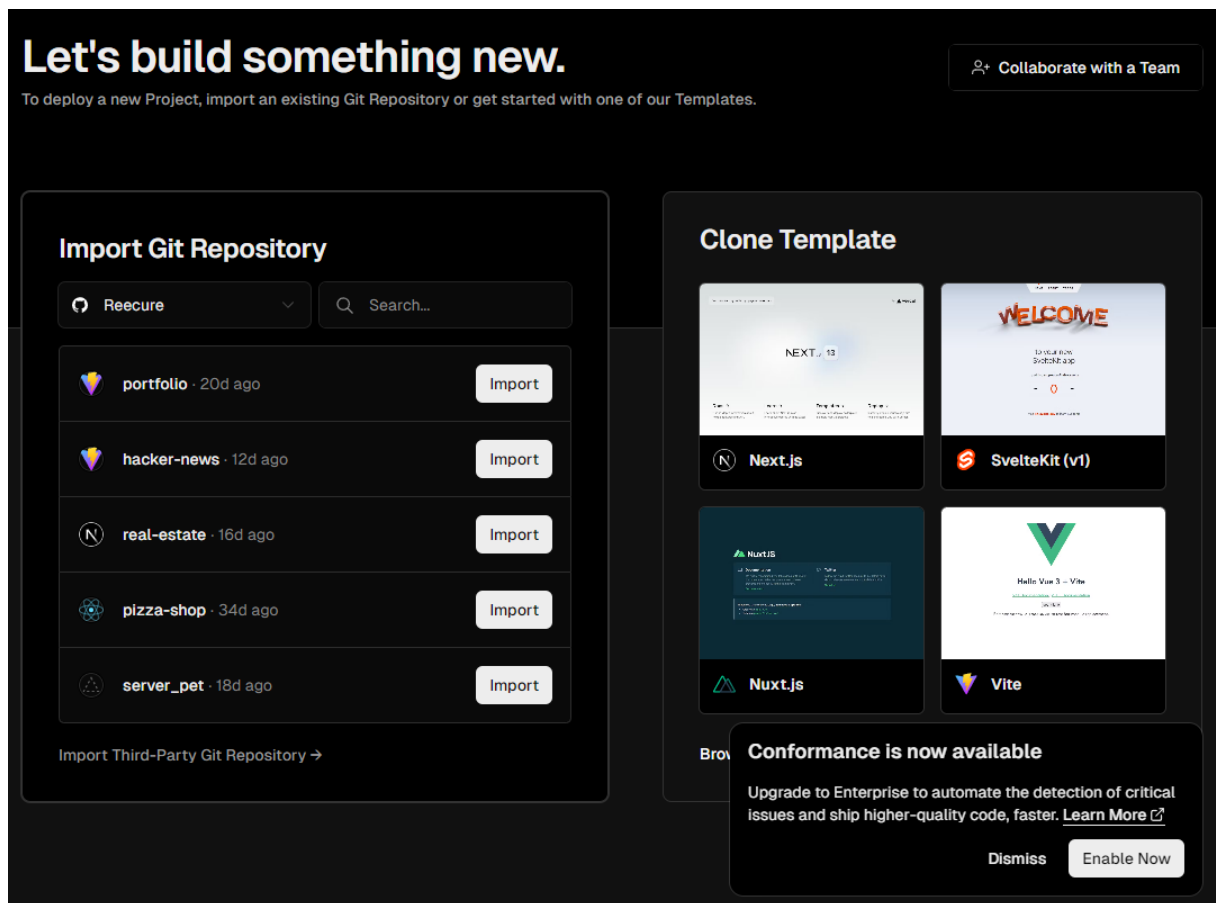 Let's build something new.
To deploy a new Project, import an existing Git Repository or get started with one of our Templates.
Collaborate with a Team
Import Git Repository
Reecure
Search...
portfolio · 20d ago
Import
hacker-news · 12d ago
Import
real-estate · 16d ago
Import
pizza-shop · 34d ago
Import
server_pet · 18d ago
Import
Import Third-Party Git Repository →
Clone Template
NEXT.js 13
Next.js
WELCOME
to your new
SvelteKit app
SvelteKit (v1)
NuxtJS
Nuxt.js
Hello Vue 3 + Vite
Vite
Conformance is now available
Upgrade to Enterprise to automate the detection of critical
issues and ship higher-quality code, faster. Learn More
Dismiss
Enable Now